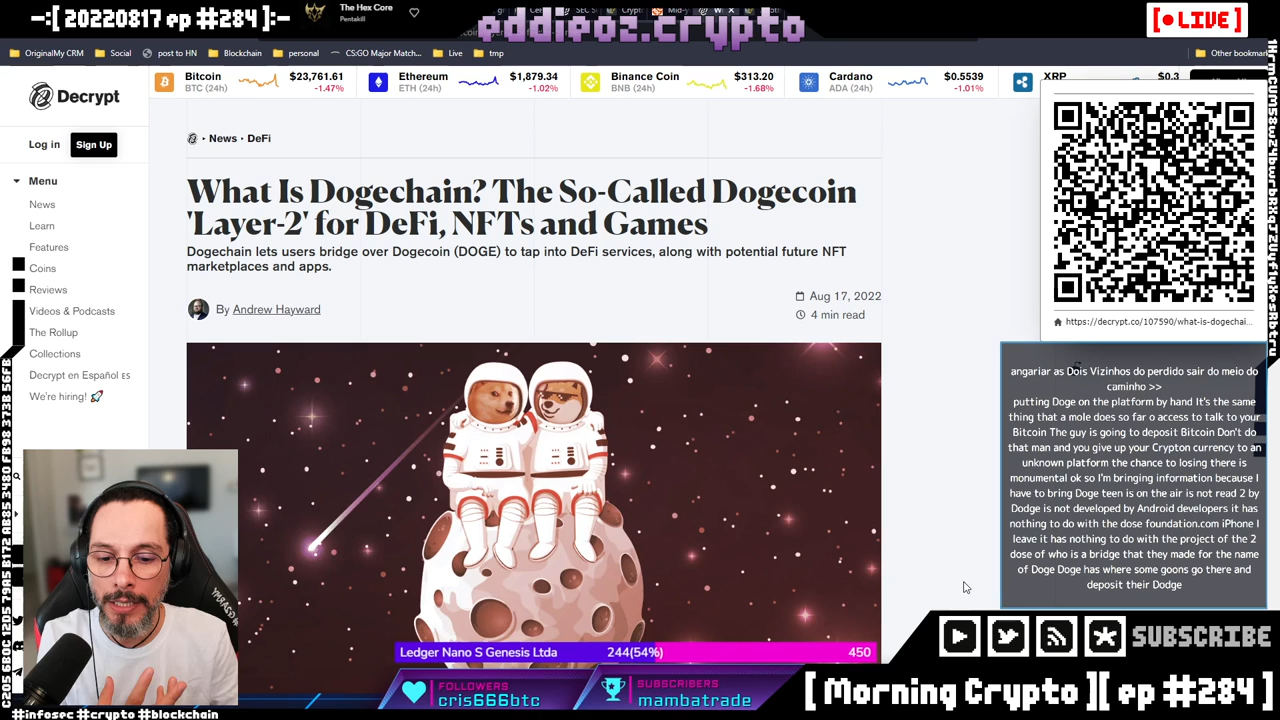 -:[ 20220817 ep #284 ]:-
The Hex Core
Pentakill
eddieoz.crypto
[ LIVE ]
OriginalMy CRM
Social
post to HN
Blockchain
personal
CS:GO Major Match...
Live
tmp
Other bookmar
Decrypt
Bitcoin
BTC (24h)
$23,761.61
-1.47%
Ethereum
ETH (24h)
$1,879.34
-1.02%
Binance Coin
BNB (24h)
$313.20
-1.68%
Cardano
ADA (24h)
$0.5539
-1.01%
XRP
$0.3
Log in
Sign Up
Menu
News
Learn
Features
Coins
Reviews
Videos & Podcasts
The Rollup
Collections
Decrypt en Español ES
We're hiring! 🚀
News · DeFi
What Is Dogechain? The So-Called Dogecoin
'Layer-2' for DeFi, NFTs and Games
Dogechain lets users bridge over Dogecoin (DOGE) to tap into DeFi services, along with potential future NFT
marketplaces and apps.
By Andrew Hayward
Aug 17, 2022
4 min read
https://decrypt.co/107590/what-is-dogechai...
angariar as Dois Vizinhos do perdido sair do meio do
caminho >>
putting Doge on the platform by hand It's the same
thing that a mole does so far o access to talk to your
Bitcoin The guy is going to deposit Bitcoin Don't do
that man and you give up your Crypton currency to an
unknown platform the chance to losing there is
monumental ok so I'm bringing information because I
have to bring Doge teen is on the air is not read 2 by
Dodge is not developed by Android developers it has
nothing to do with the dose foundation.com iPhone I
leave it has nothing to do with the project of the 2
dose of who is a bridge that they made for the name
of Doge Doge has where some goons go there and
deposit their Dodge
Ledger Nano S Genesis Ltda
244(54%)
450
FOLLOWERS
cris666btc
SUBSCRIBERS
mambatrade
SUBSCRIBE
[ Morning Crypto ][ ep #284 ]
#infosec #crypto #blockchain